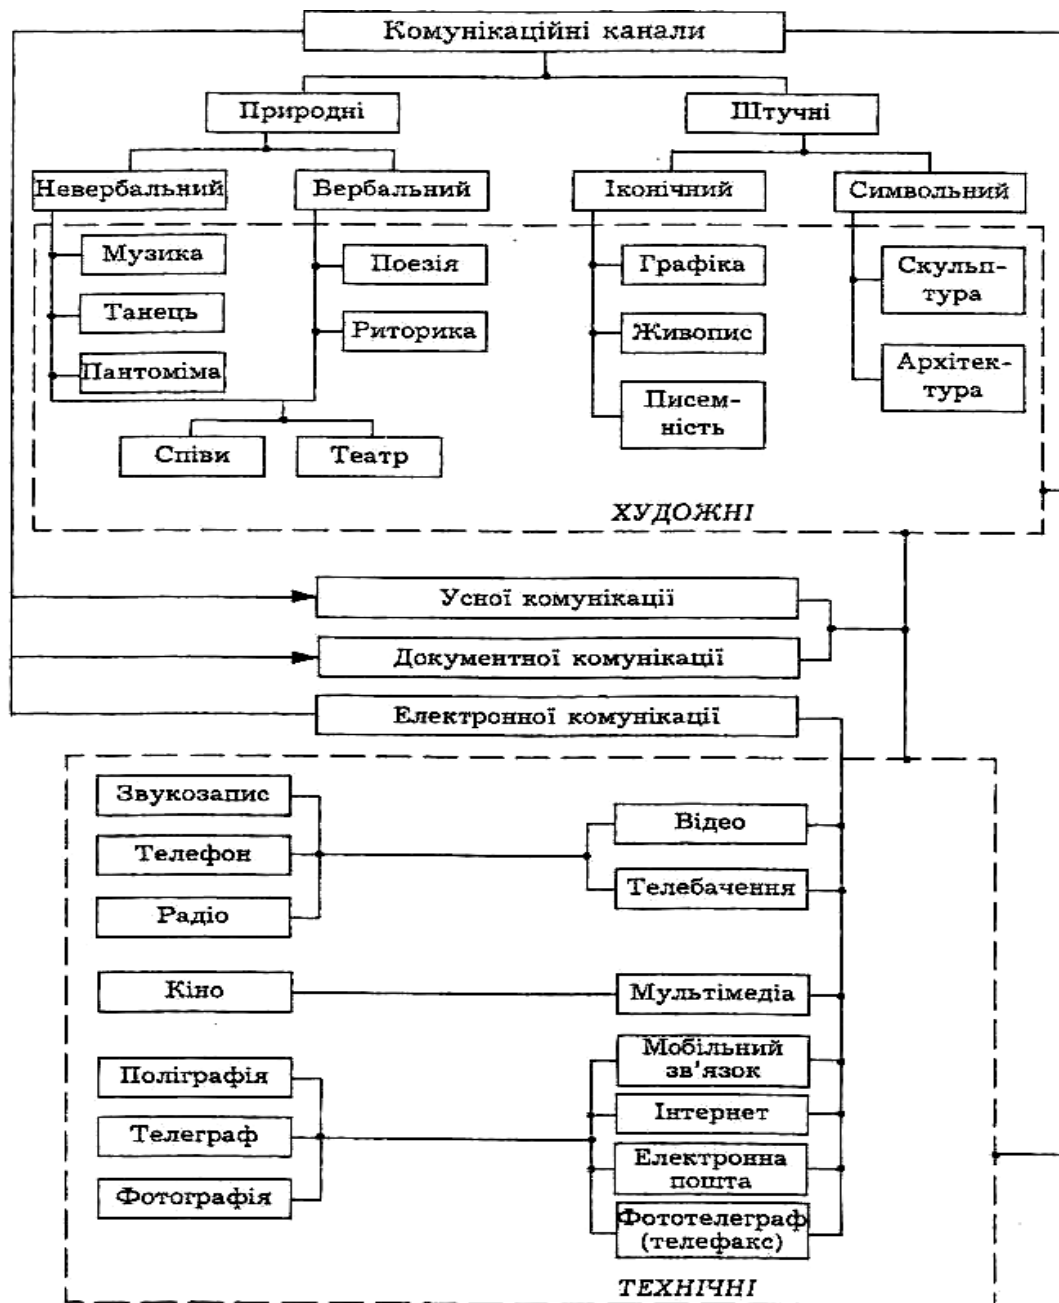 Комунікаційні канали
Природні
Штучні
Невербальний
Вербальний
Іконічний
Символьний
Музика
Танець
Пантоміма
Поезія
Риторика
Співи
Театр
Графіка
Живопис
Писем-
ність
Скульп-
тура
Архітек-
тура
ХУДОЖНІ
Усної комунікації
Документної комунікації
Електронної комунікації
Звукозапис
Телефон
Радіо
Відео
Телебачення
Кіно
Мультімедіа
Поліграфія
Телеграф
Фотографія
Мобільний
зв'язок
Інтернет
Електронна
пошта
Фототелеграф
(телефакс)
ТЕХНІЧНІ